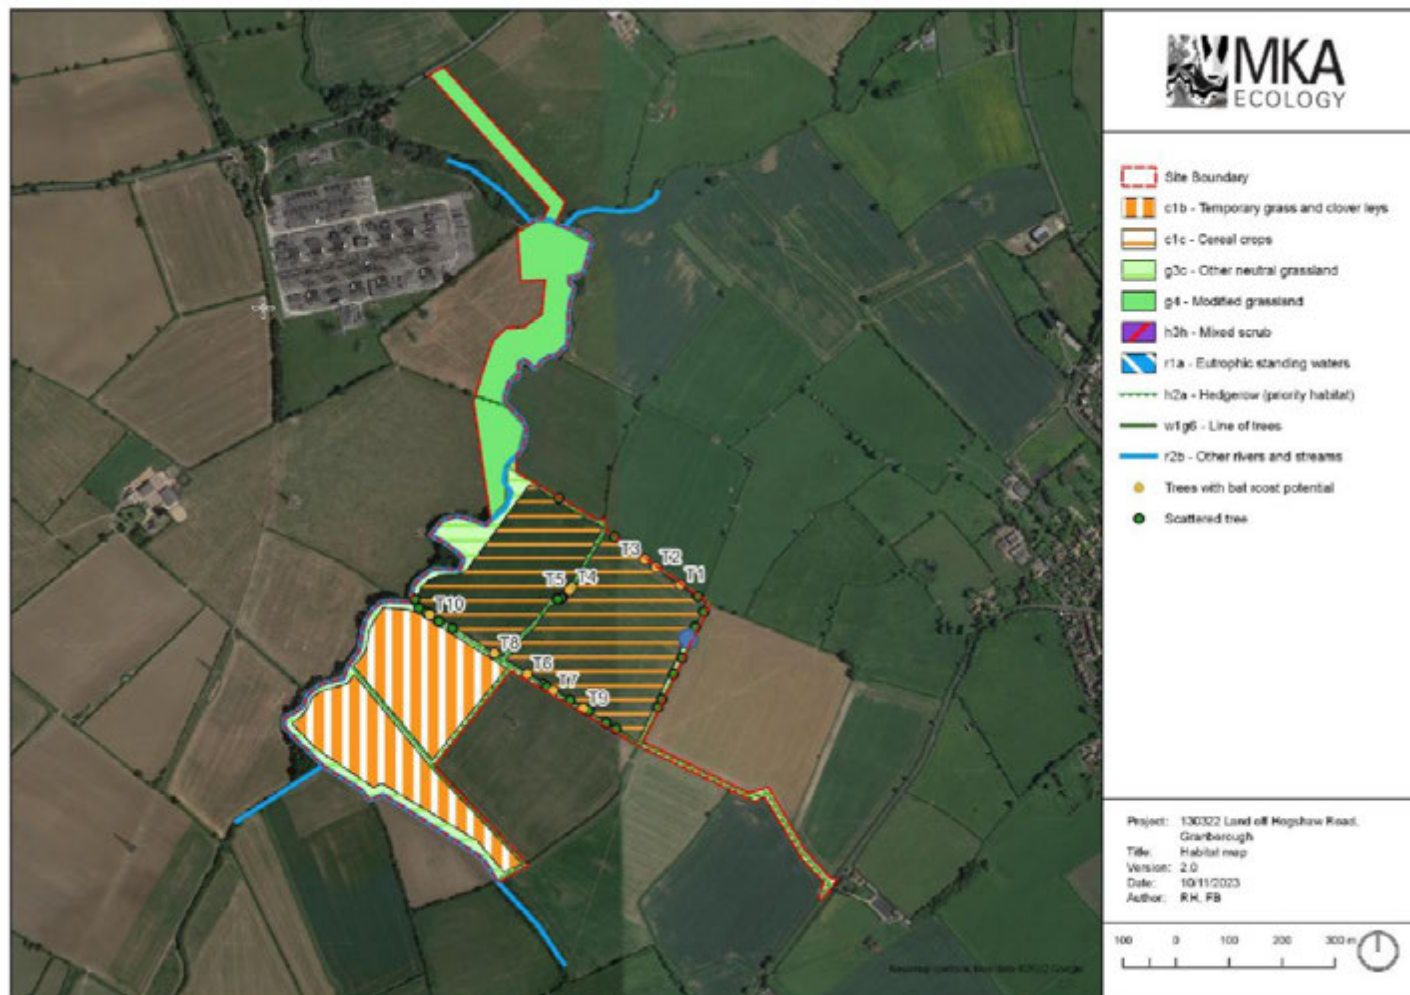 MKA
ECOLOGY
Site Boundary
c1b - Temporary grass and clover leys
c1c - Cereal crops
g3c - Other neutral grassland
g4 - Modified grassland
h3h - Mixed scrub
r1a - Eutrophic standing waters
h2a - Hedgerow (priority habitat)
w1g6 - Line of trees
r2b - Other rivers and streams
Trees with bat roost potential
Scattered tree
T3
T2
T1
T5
T4
T10
T8
T6
T7
T9
Project: 130322 Land off Hogshaw Road,
Granborough
Title: Habitat map
Version: 2.0
Date: 10/11/2023
Author: RH, FB
100 0 100 200 300 m